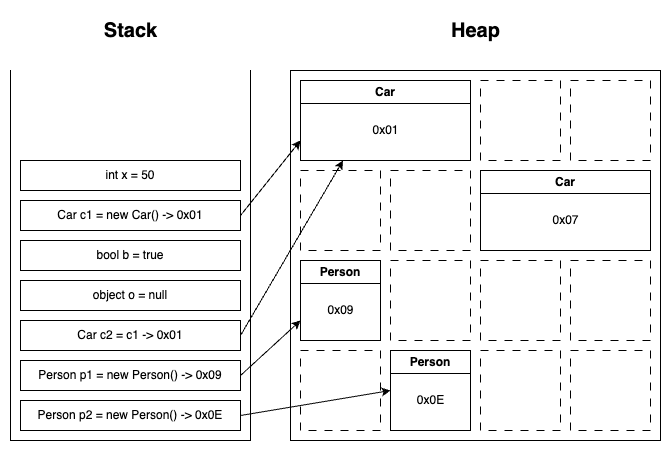 Stack
Heap
int x = 50
Car c1 = new Car() -> 0x01
bool b = true
object o = null
Car c2 = c1 -> 0x01
Person p1 = new Person() -> 0x09
Person p2 = new Person() -> 0x0E
Car
0x01
Car
0x07
Person
0x09
Person
0x0E